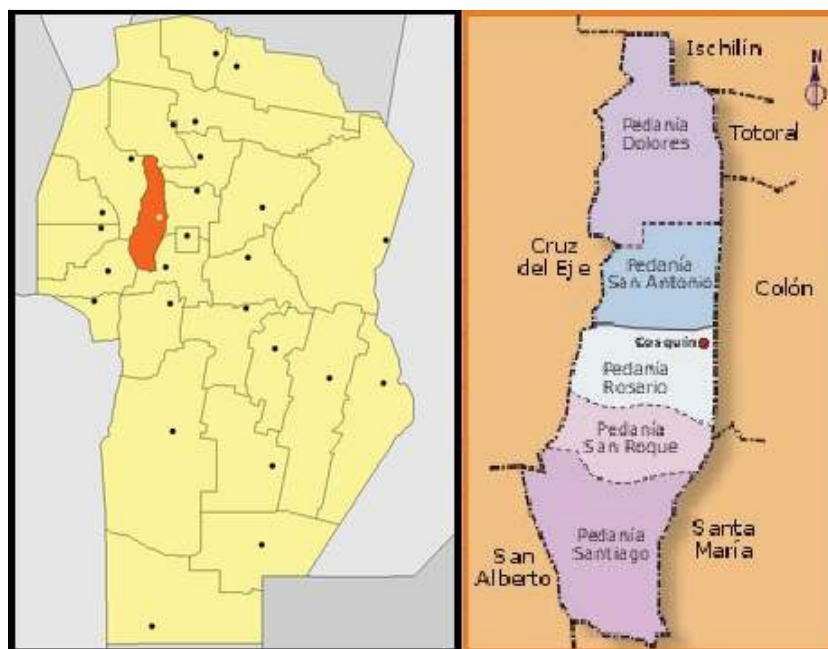 Ischilín
N
Pedanía
Dolores
Totoral
Cruz
del Eje
Pedanía
San Antonio
Colón
Cosquín
Pedanía
Rosario
Pedanía
San Roque
Pedanía
Santiago
Santa
María
San
Alberto